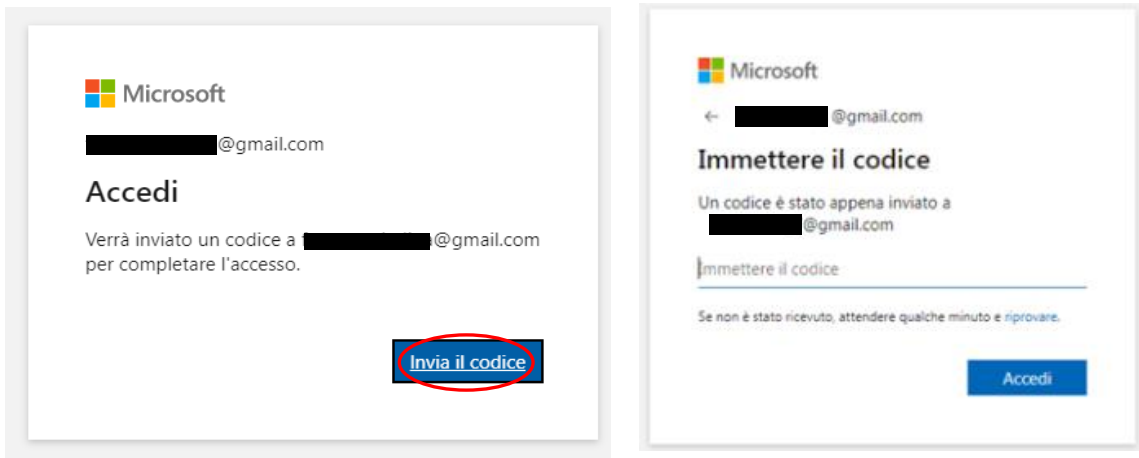 Microsoft
@gmail.com
Accedi
Verrà inviato un codice a @gmail.com
per completare l'accesso.
Invia il codice
Microsoft
← @gmail.com
Immettere il codice
Un codice è stato appena inviato a
@gmail.com
Immettere il codice
Se non è stato ricevuto, attendere qualche minuto e riprovare.
Accedi